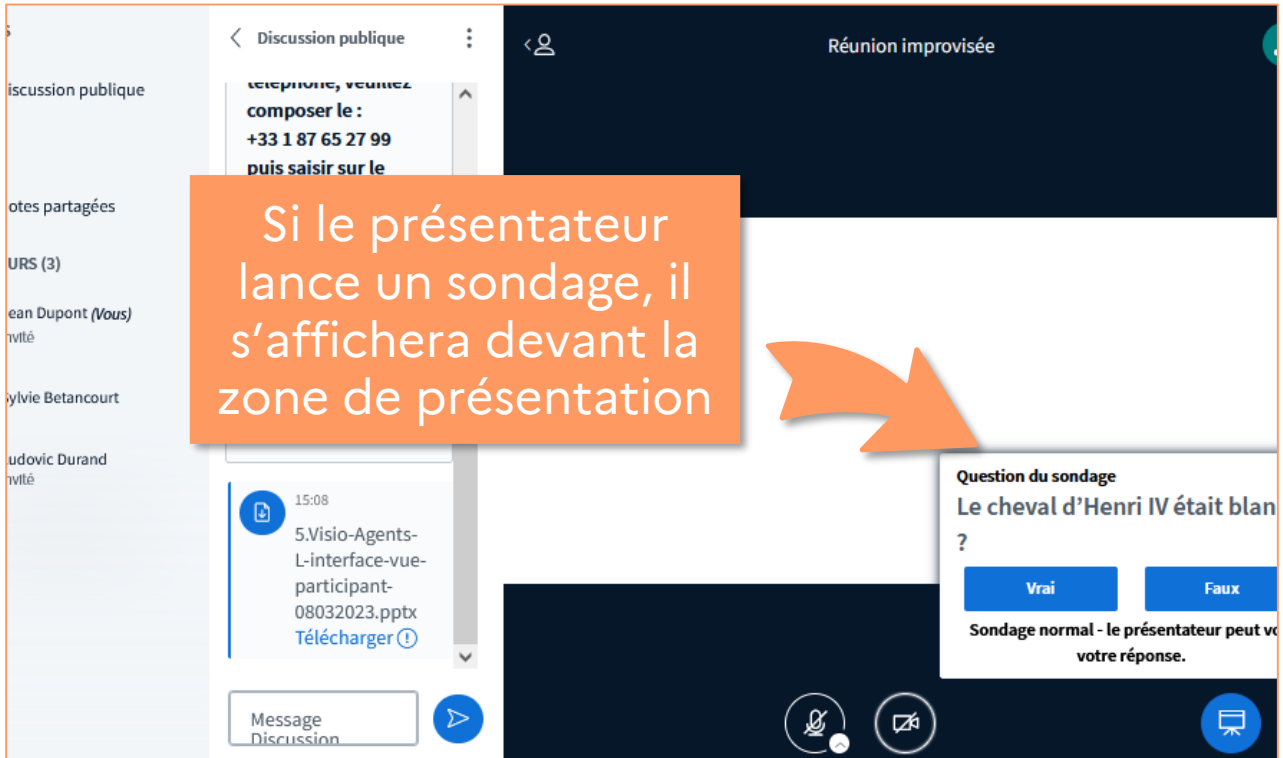 iscussion publique
otes partagées
URS (3)
ean Dupont (Vous)
nvité
ylvie Betancourt
udovic Durand
nvité
Discussion publique
téléphone, veuillez
composer le :
+33 1 87 65 27 99
puis saisir sur le
15:08
5.Visio-Agents-
L-interface-vue-
participant-
08032023.pptx
Télécharger
Message
Discussion
Réunion improvisée
Si le présentateur
lance un sondage, il
s’affichera devant la
zone de présentation
Question du sondage
Le cheval d’Henri IV était blan
?
Vrai
Faux
Sondage normal - le présentateur peut vo
votre réponse.